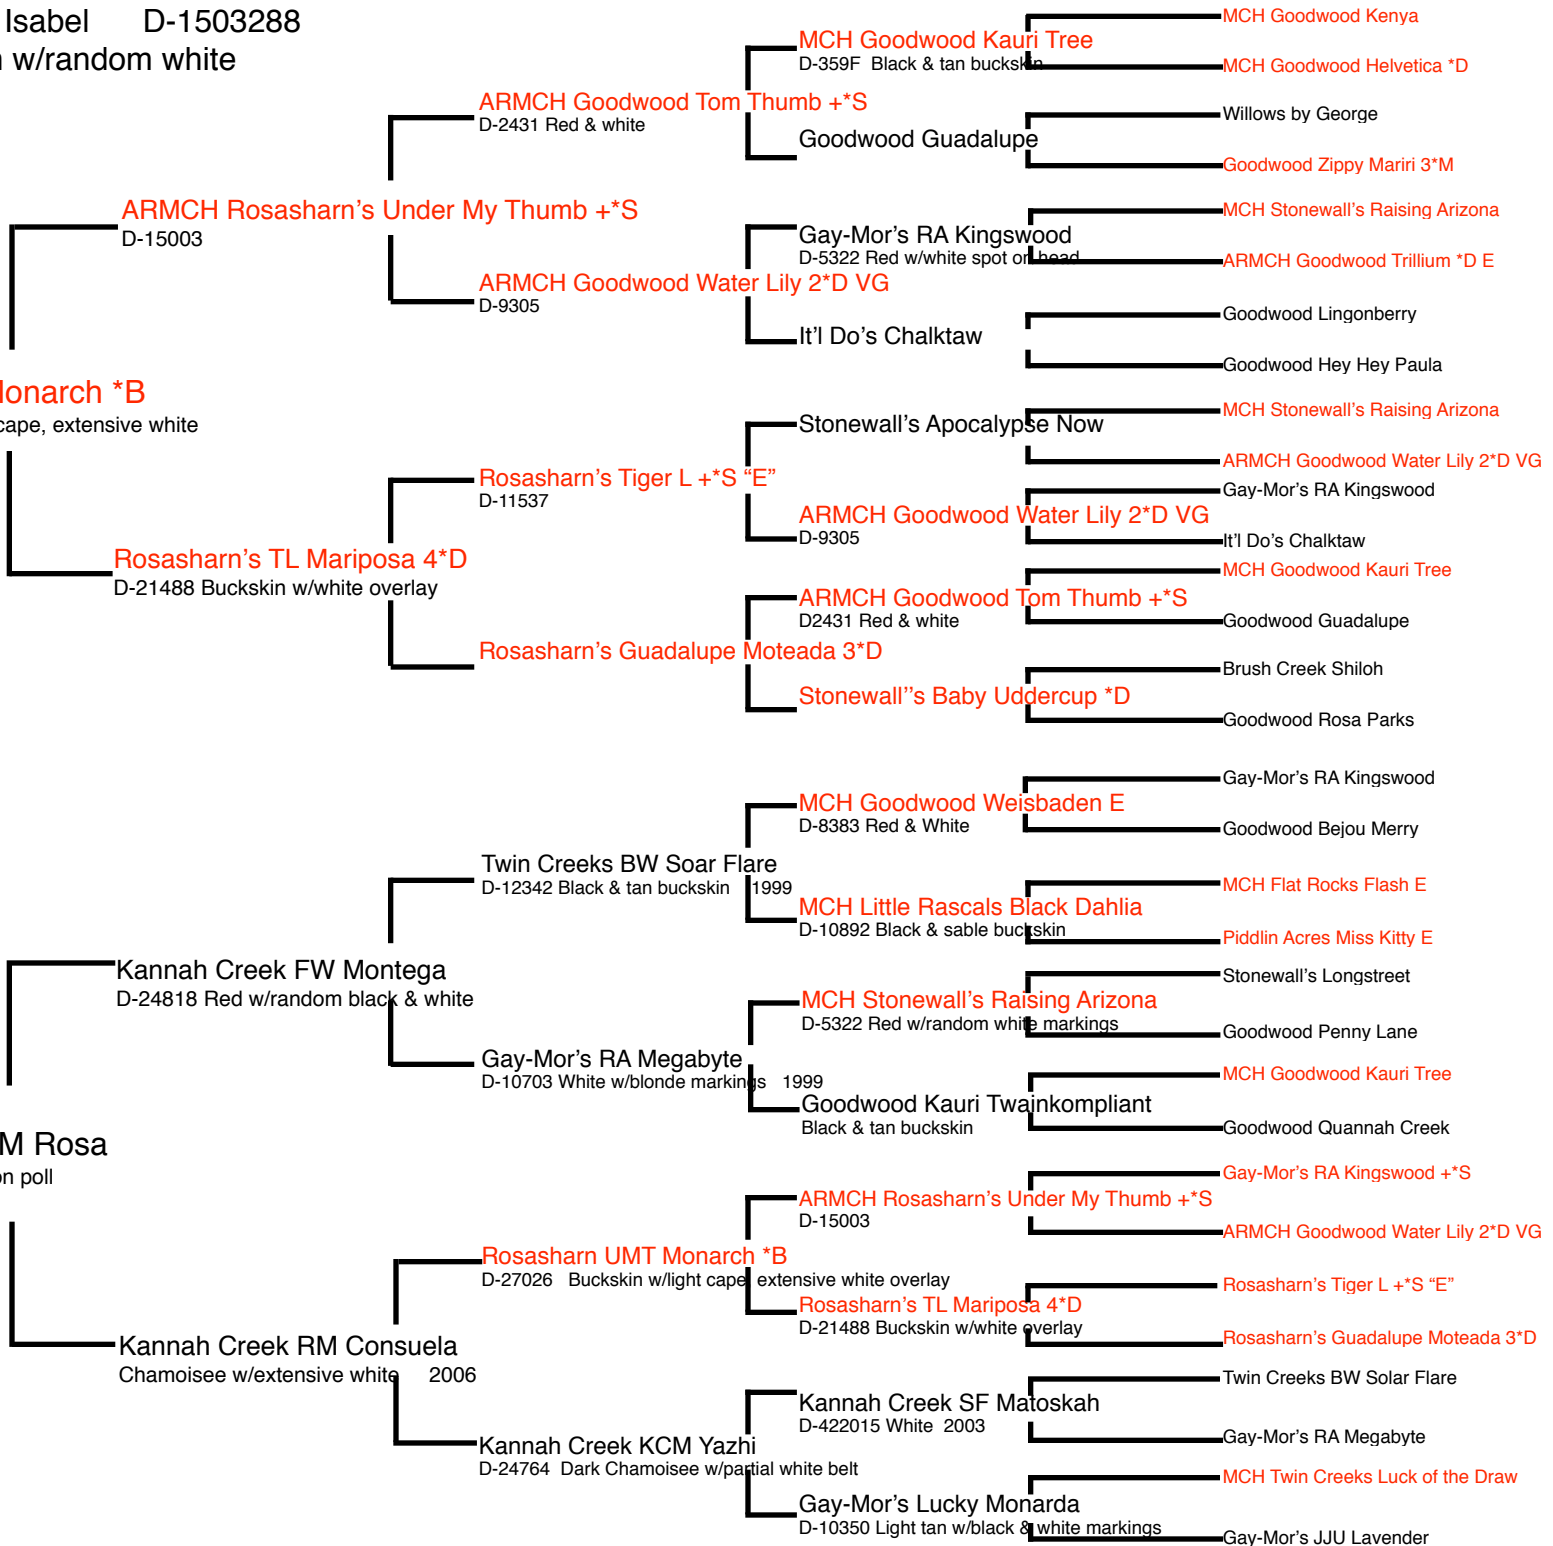 Isabel D-1503288
w/random white
MCH Goodwood Kenya
MCH Goodwood Kauri Tree
D-359F Black & tan buckskin
MCH Goodwood Helvetica *D
ARMCH Goodwood Tom Thumb +*S
D-2431 Red & white
Willows by George
Goodwood Guadalupe
Goodwood Zippy Mariri 3*M
ARMCH Rosasharn's Under My Thumb +*S
D-15003
MCH Stonewall's Raising Arizona
Gay-Mor's RA Kingswood
D-5322 Red w/white spot on head
ARMCH Goodwood Trillium *D E
ARMCH Goodwood Water Lily 2*D VG
D-9305
Goodwood Lingonberry
It'l Do's Chalktaw
Goodwood Hey Hey Paula
Monarch *B
cape, extensive white
MCH Stonewall's Raising Arizona
Stonewall's Apocalypse Now
ARMCH Goodwood Water Lily 2*D VG
Rosasharn's Tiger L +*S “E”
D-11537
Gay-Mor's RA Kingswood
ARMCH Goodwood Water Lily 2*D VG
D-9305
It'l Do's Chalktaw
Rosasharn's TL Mariposa 4*D
D-21488 Buckskin w/white overlay
MCH Goodwood Kauri Tree
ARMCH Goodwood Tom Thumb +*S
D2431 Red & white
Goodwood Guadalupe
Rosasharn's Guadalupe Moteada 3*D
Brush Creek Shiloh
Stonewall''s Baby Uddercup *D
Goodwood Rosa Parks
Gay-Mor's RA Kingswood
MCH Goodwood Weisbaden E
D-8383 Red & White
Goodwood Bejou Merry
Twin Creeks BW Soar Flare
D-12342 Black & tan buckskin 1999
MCH Flat Rocks Flash E
MCH Little Rascals Black Dahlia
D-10892 Black & sable buckskin
Piddlin Acres Miss Kitty E
Kannah Creek FW Montega
D-24818 Red w/random black & white
Stonewall's Longstreet
MCH Stonewall's Raising Arizona
D-5322 Red w/random white markings
Goodwood Penny Lane
Gay-Mor's RA Megabyte
D-10703 White w/blonde markings 1999
MCH Goodwood Kauri Tree
Goodwood Kauri Twainkompliant
Black & tan buckskin
Goodwood Quannah Creek
M Rosa
on poll
Gay-Mor's RA Kingswood +*S
ARMCH Rosasharn's Under My Thumb +*S
D-15003
ARMCH Goodwood Water Lily 2*D VG
Rosasharn UMT Monarch *B
D-27026 Buckskin w/light cape, extensive white overlay
Rosasharn's Tiger L +*S “E”
Rosasharn's TL Mariposa 4*D
D-21488 Buckskin w/white overlay
Rosasharn's Guadalupe Moteada 3*D
Kannah Creek RM Consuela
Chamoisee w/extensive white 2006
Twin Creeks BW Solar Flare
Kannah Creek SF Matoskah
D-422015 White 2003
Gay-Mor's RA Megabyte
Kannah Creek KCM Yazhi
D-24764 Dark Chamoisee w/partial white belt
MCH Twin Creeks Luck of the Draw
Gay-Mor's Lucky Monarda
D-10350 Light tan w/black & white markings
Gay-Mor's JJU Lavender